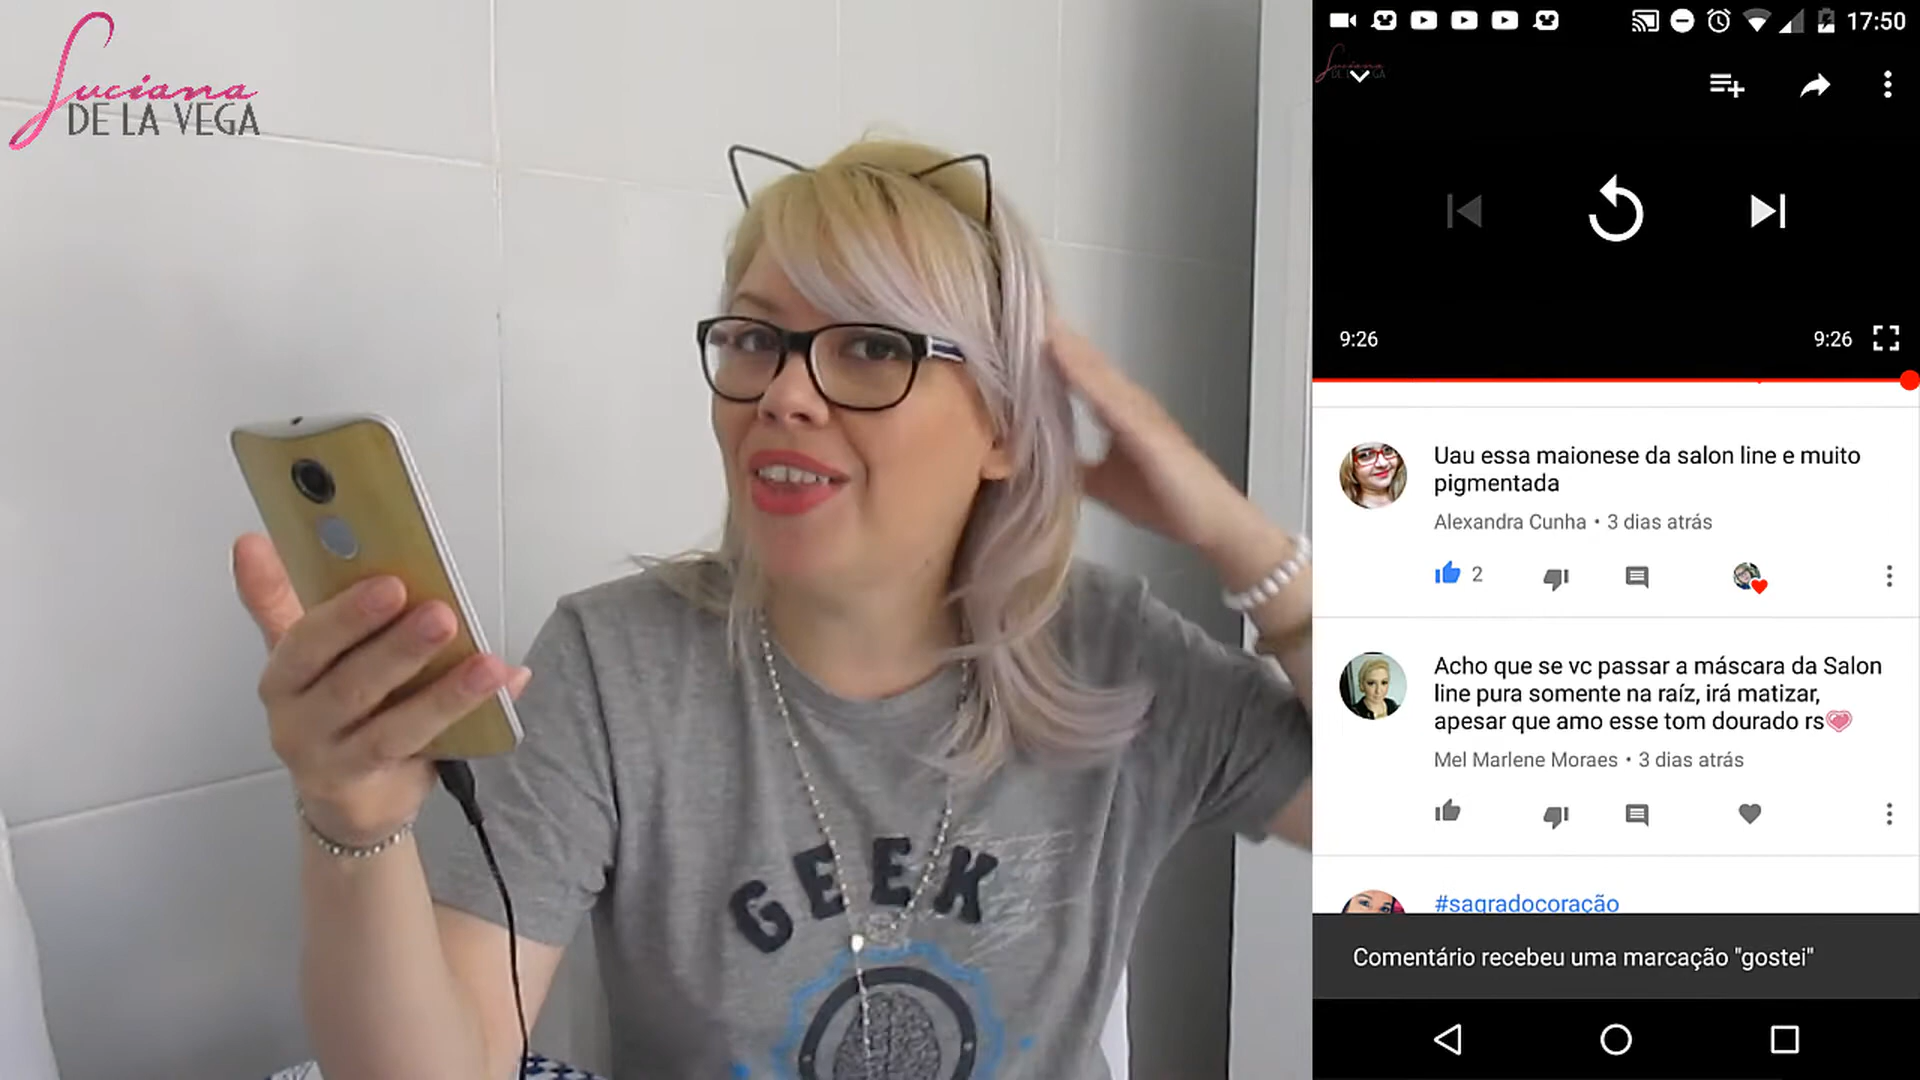 Luciana
DE LA VEGA
GEEK
17:50
9:26
9:26
Uau essa maionese da salon line e muito
pigmentada
Alexandra Cunha • 3 dias atrás
2
Acho que se vc passar a máscara da Salon
line pura somente na raíz, irá matizar,
apesar que amo esse tom dourado rs
Mel Marlene Moraes • 3 dias atrás
#sagradocoração
Comentário recebeu uma marcação "gostei"